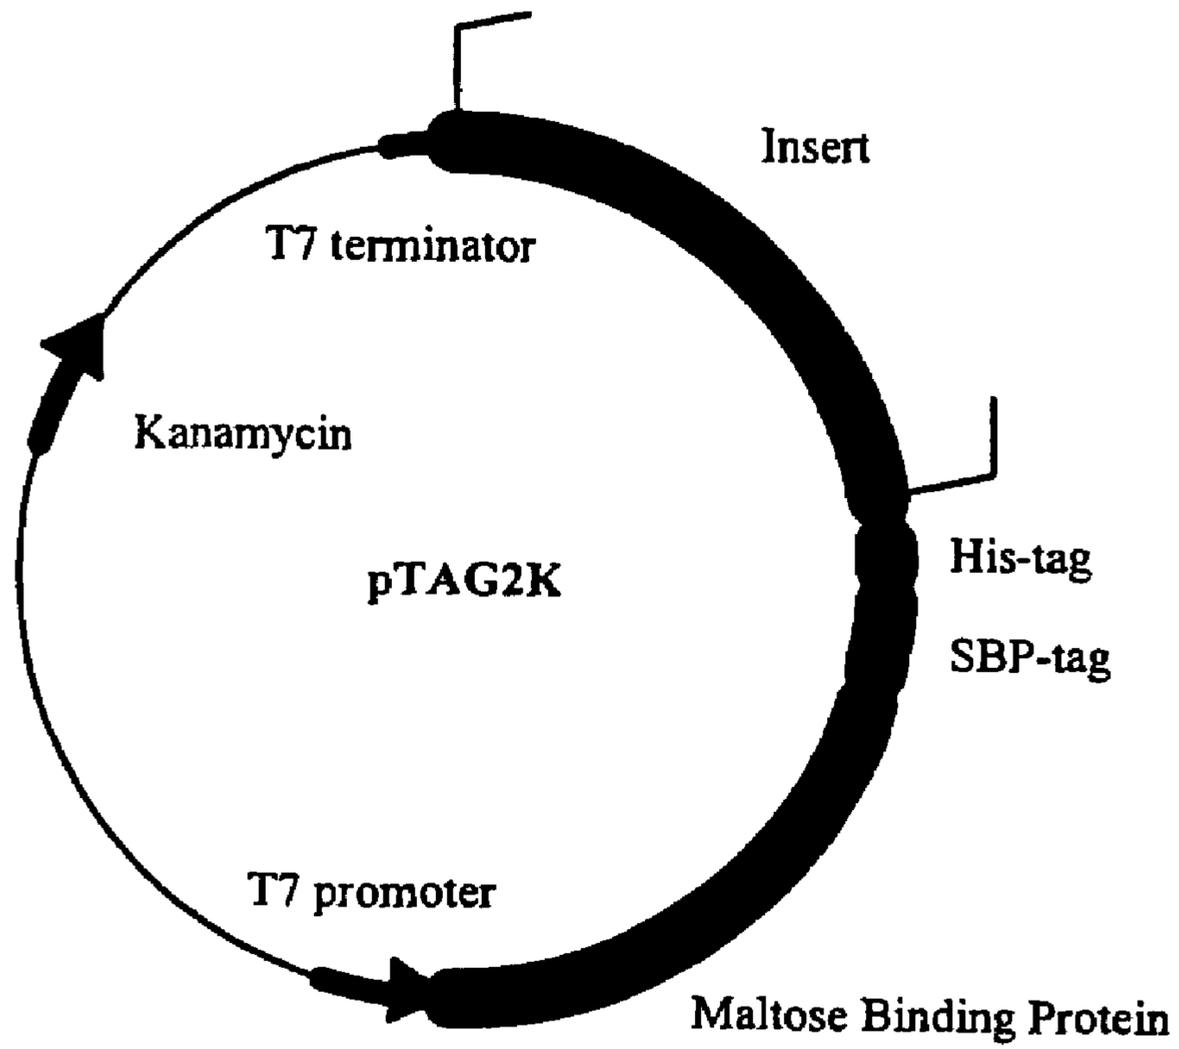 Insert
T7 terminator
Kanamycin
His-tag
pTAG2K
SBP-tag
T7 promoter
Maltose Binding Protein